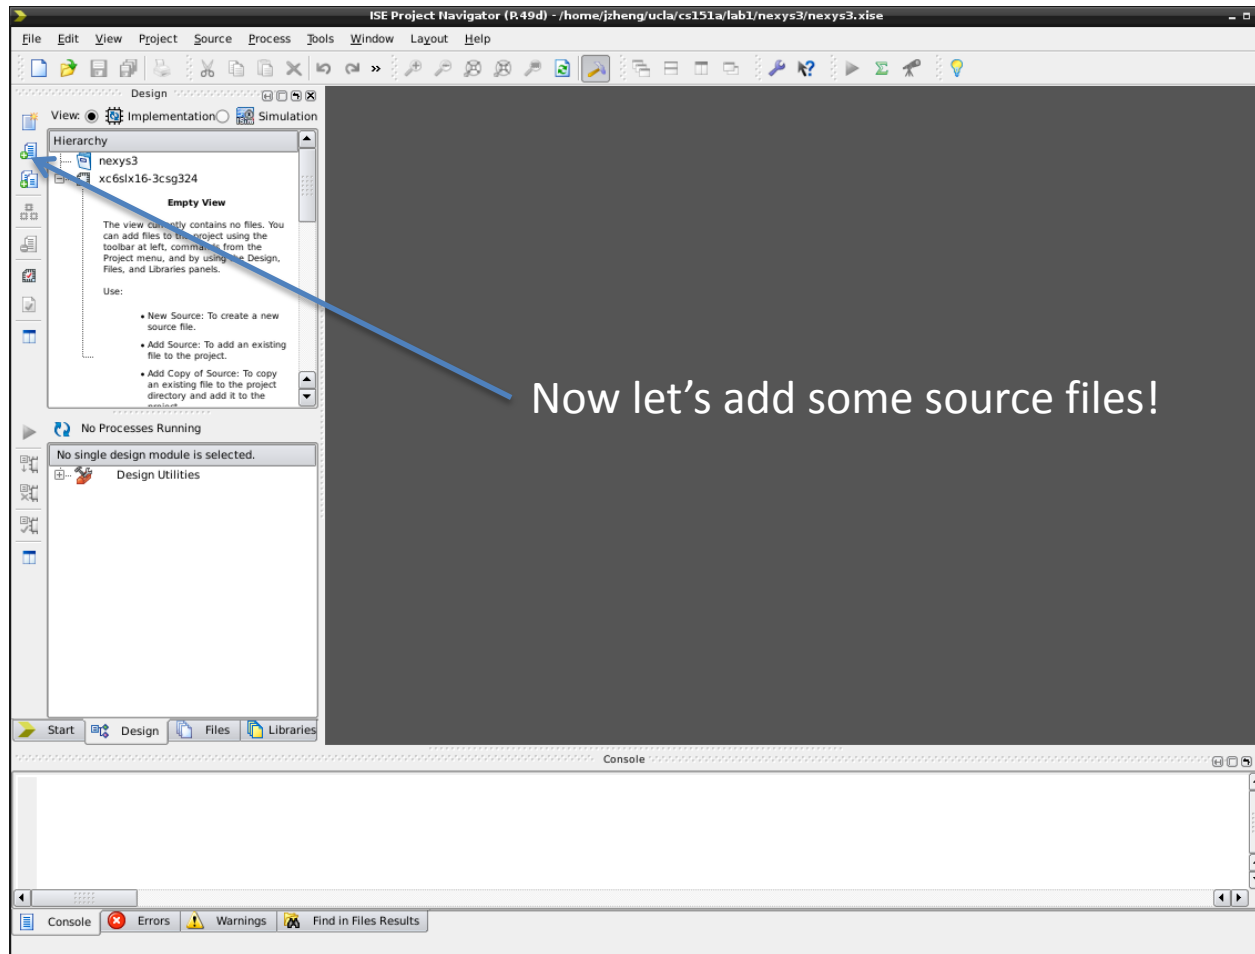 ISE Project Navigator (P.49d) - /home/jzheng/ucla/cs151a/lab1/nexys3/nexys3.xise
File Edit View Project Source Process Tools Window Layout Help
Design
View: Implementation Simulation
Hierarchy
nexys3
xc6slx16-3csg324
Empty View
The view currently contains no files. You
can add files to the project using the
toolbar at left, commands from the
Project menu, and by using the Design,
Files, and Libraries panels.
Use:
• New Source: To create a new
source file.
• Add Source: To add an existing
file to the project.
• Add Copy of Source: To copy
an existing file to the project
directory and add it to the
project.
Now let’s add some source files!
No Processes Running
No single design module is selected.
Design Utilities
Start Design Files Libraries
Console
Console Errors Warnings Find in Files Results